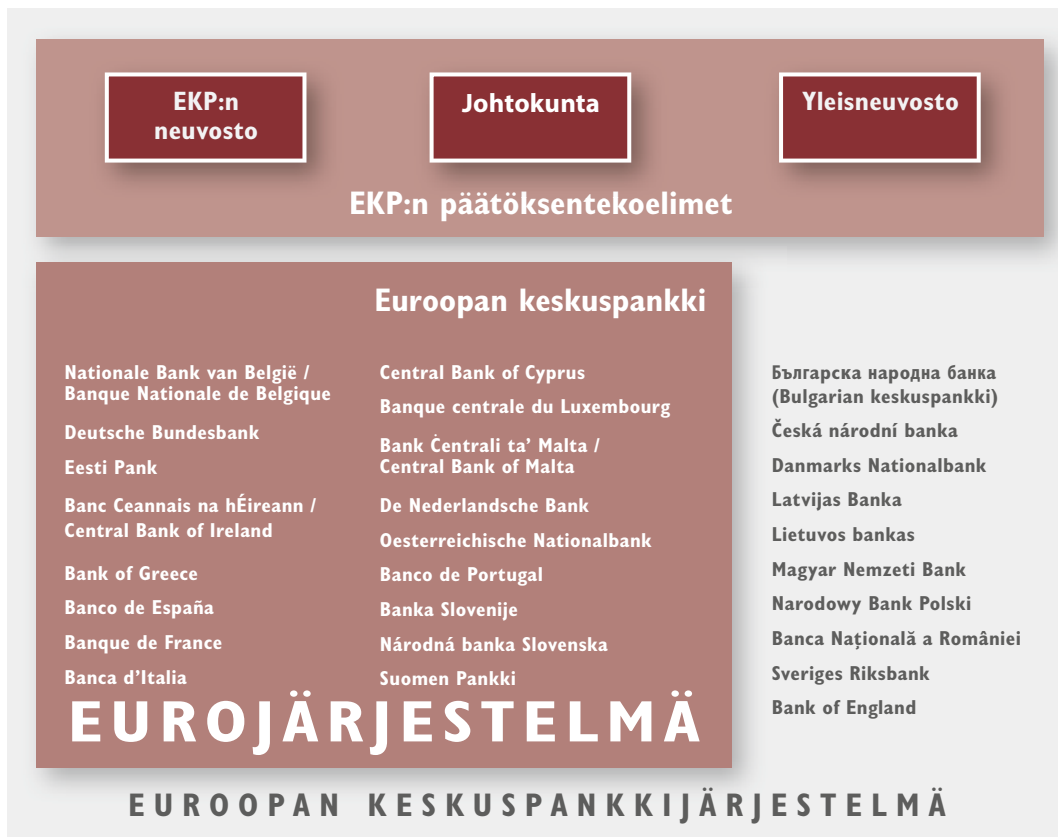 EKP:n
neuvosto
Johtokunta
Yleisneuvosto
EKP:n päätöksentekoelimet
Euroopan keskuspankki
Nationale Bank van België /
Banque Nationale de Belgique
Deutsche Bundesbank
Eesti Pank
Banc Ceannais na hÉireann /
Central Bank of Ireland
Bank of Greece
Banco de España
Banque de France
Banca d’Italia
Central Bank of Cyprus
Banque centrale du Luxembourg
Bank Ċentrali ta’ Malta /
Central Bank of Malta
De Nederlandsche Bank
Oesterreichische Nationalbank
Banco de Portugal
Banka Slovenije
Národná banka Slovenska
Suomen Pankki
EUROJÄRJESTELMÄ
Българска народна банка
(Bulgarian keskuspankki)
Česká národní banka
Danmarks Nationalbank
Latvijas Banka
Lietuvos bankas
Magyar Nemzeti Bank
Narodowy Bank Polski
Banca Naţională a României
Sveriges Riksbank
Bank of England
EUROOPAN KESKUSPANKKIJÄRJESTELMÄ